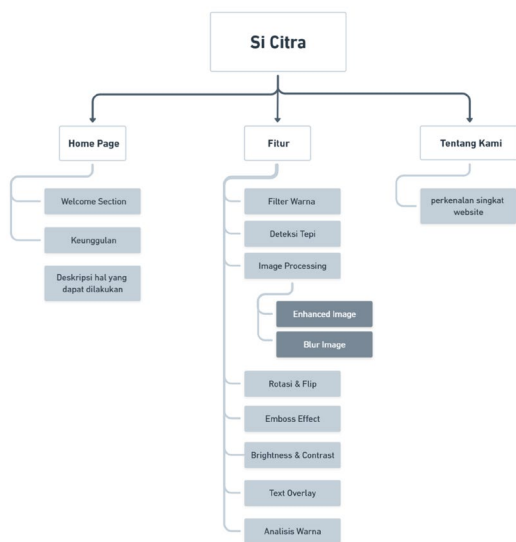 Si Citra
Home Page
Welcome Section
Keunggulan
Deskripsi hal yang
dapat dilakukan
Fitur
Filter Warna
Deteksi Tepi
Image Processing
Enhanced Image
Blur Image
Rotasi & Flip
Emboss Effect
Brightness & Contrast
Text Overlay
Analisis Warna
Tentang Kami
perkenalan singkat
website